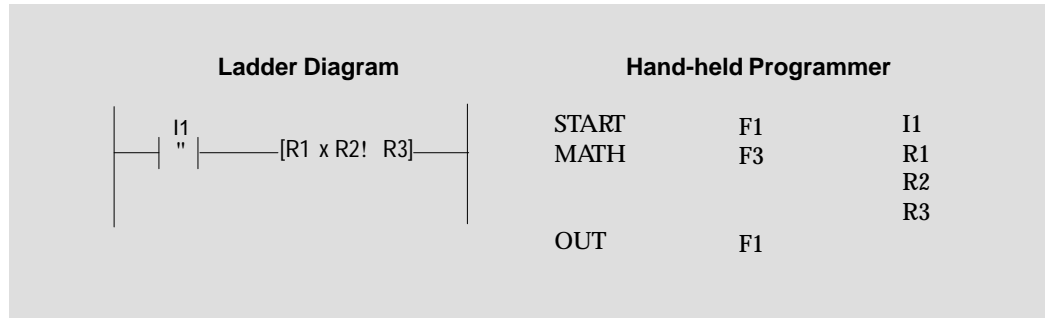 Ladder Diagram
Hand-held Programmer
I1
"
[R1 x R2! R3]
START F1 I1
MATH F3 R1
R2
R3
OUT F1